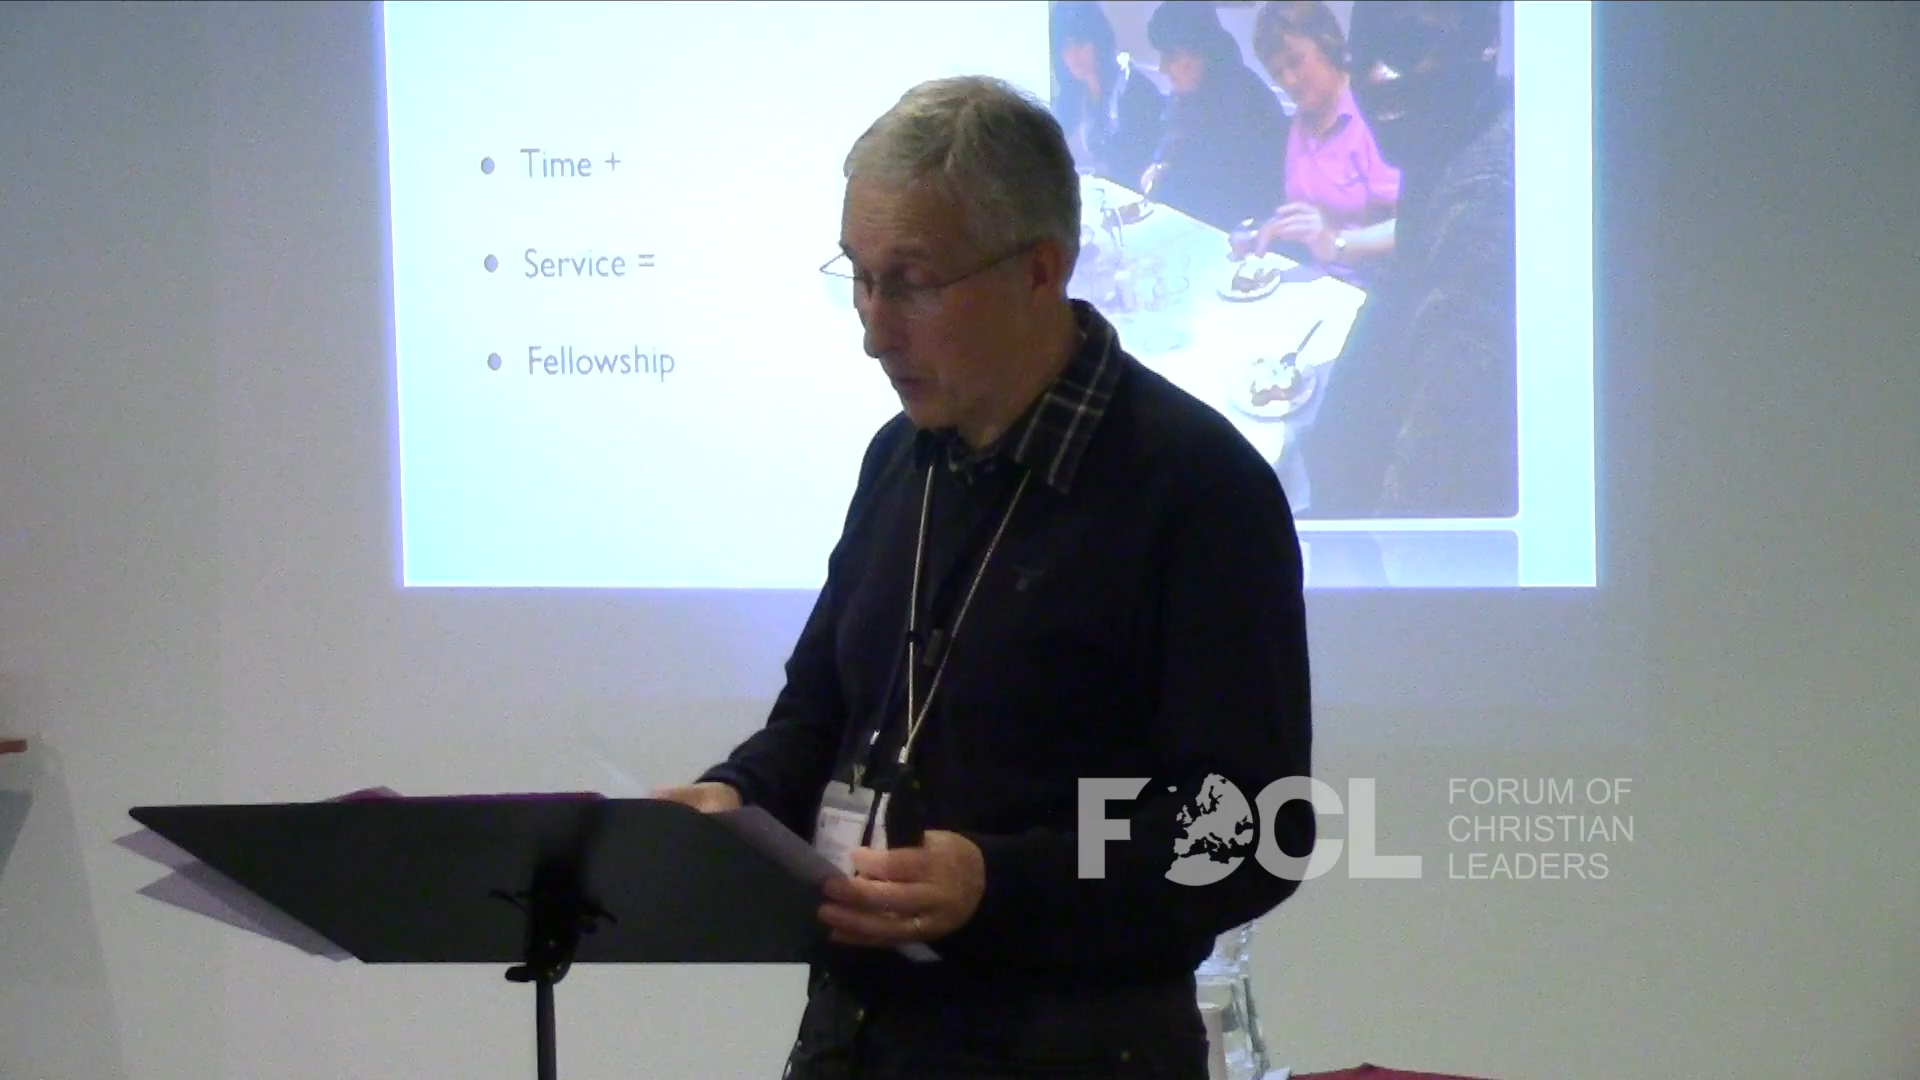 Time +
Service =
Fellowship
FOCL
FORUM OF
CHRISTIAN
LEADERS